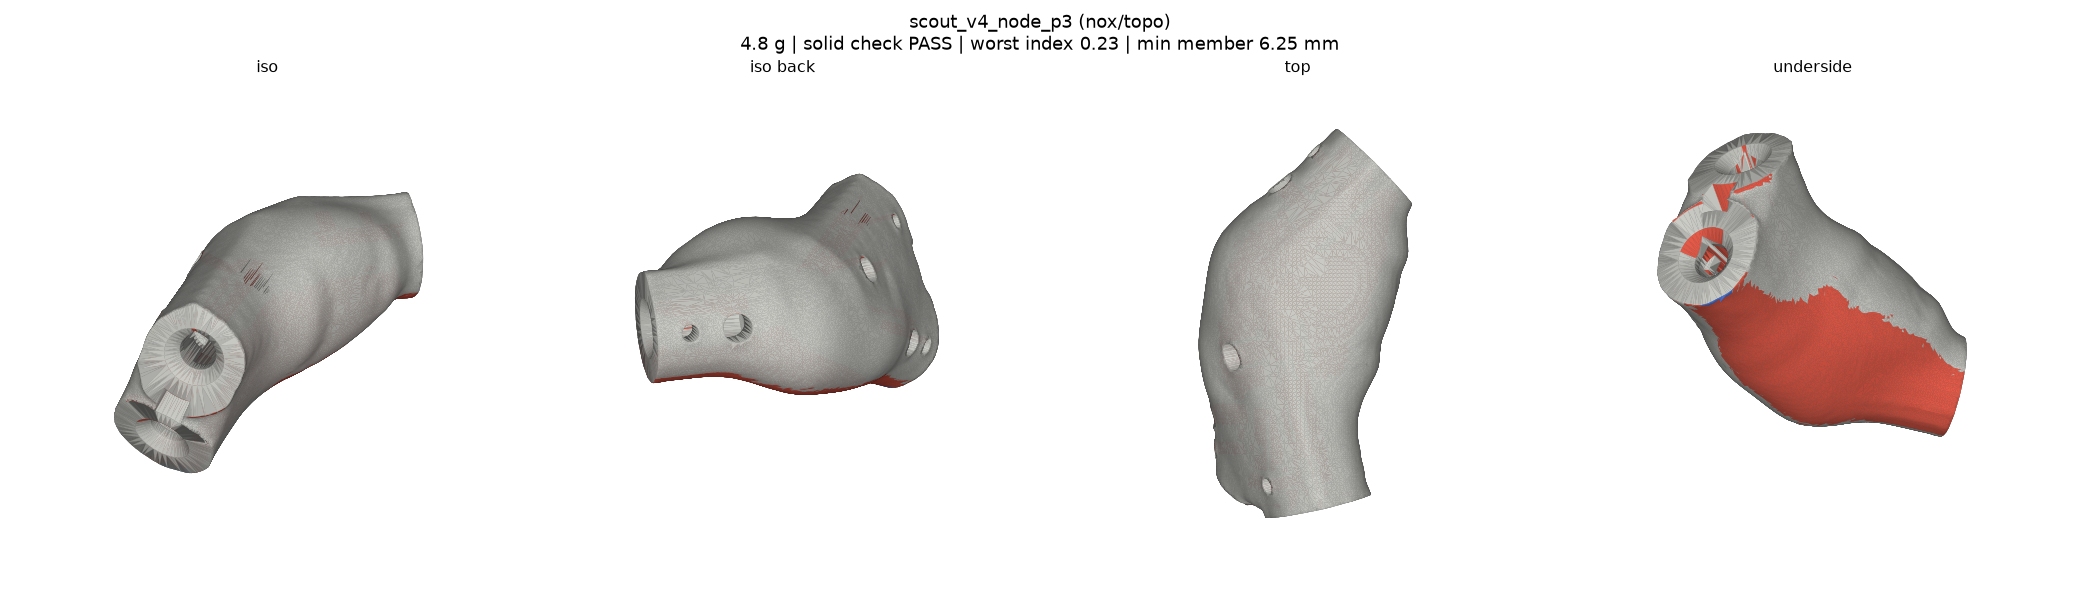 scout_v4_node_p3 (nox/topo)
4.8 g | solid check PASS | worst index 0.23 | min member 6.25 mm
iso
iso back
top
underside